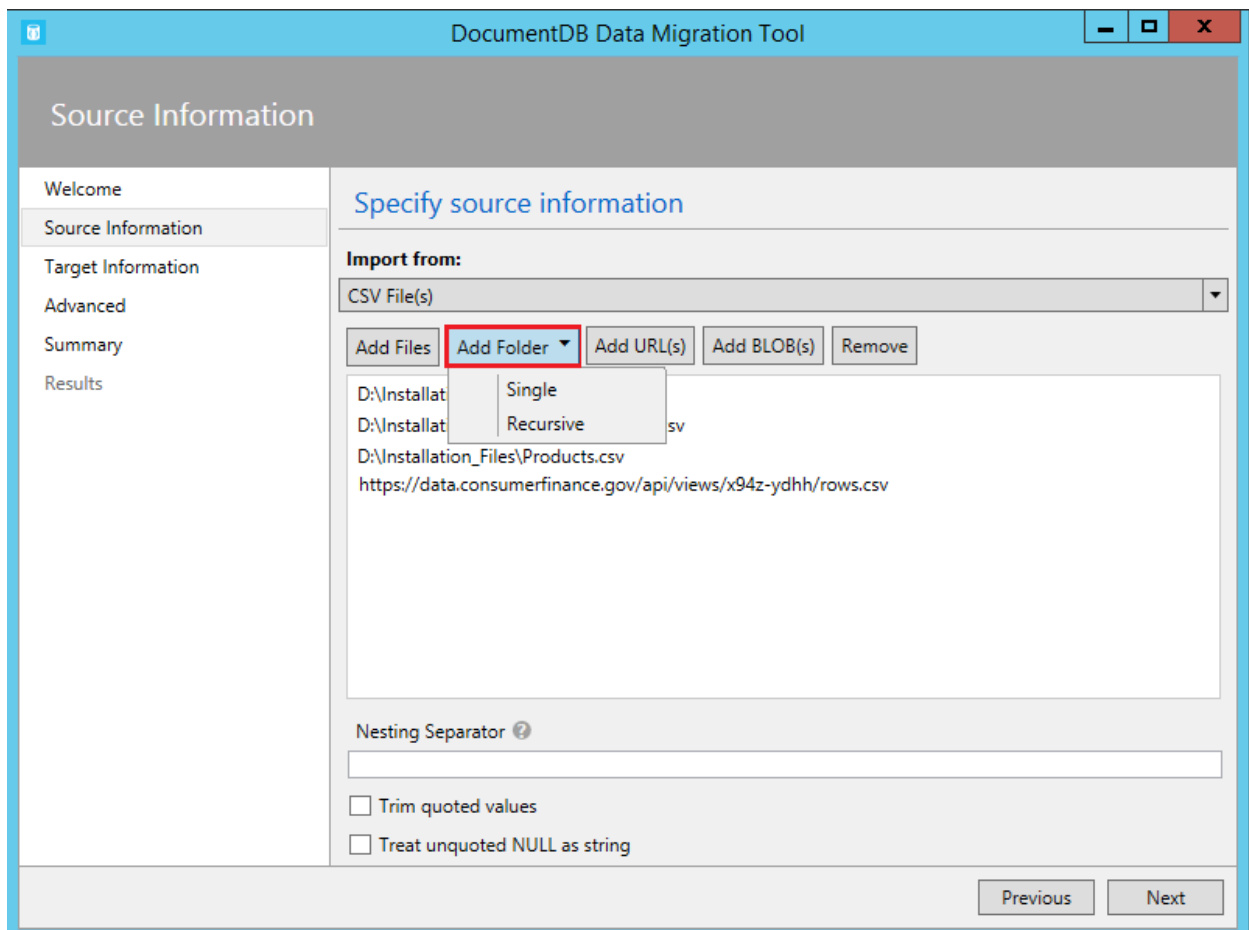 DocumentDB Data Migration Tool
Source Information
Welcome
Source Information
Target Information
Advanced
Summary
Results
Specify source information
Import from:
CSV File(s)
Add Files Add Folder Add URL(s) Add BLOB(s) Remove
Single
Recursive
D:\Installati
D:\Installati sv
D:\Installation_Files\Products.csv
https://data.consumerfinance.gov/api/views/x94z-ydhh/rows.csv
Nesting Separator ?
Trim quoted values
Treat unquoted NULL as string
Previous Next